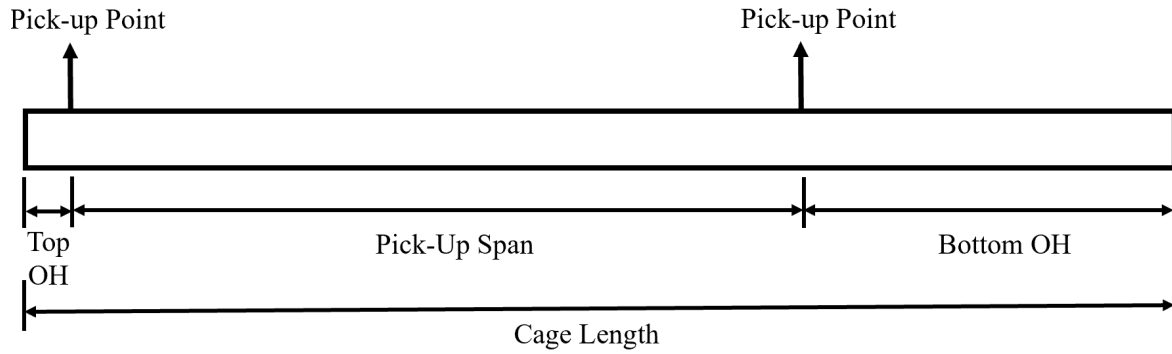 Pick-up Point
Pick-up Point
Top
OH
Pick-Up Span
Bottom OH
Cage Length